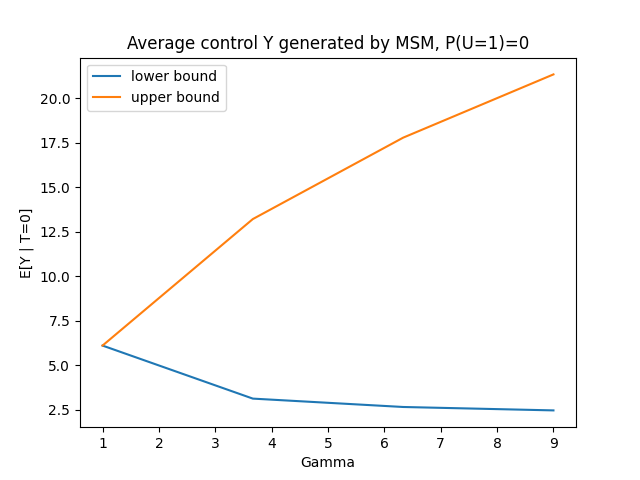 Average control Y generated by MSM, P(U=1)=0
lower bound
upper bound
20.0
17.5
15.0
12.5
10.0
7.5
5.0
2.5
E[Y | T=0]
1 2 3 4 5 6 7 8 9
Gamma